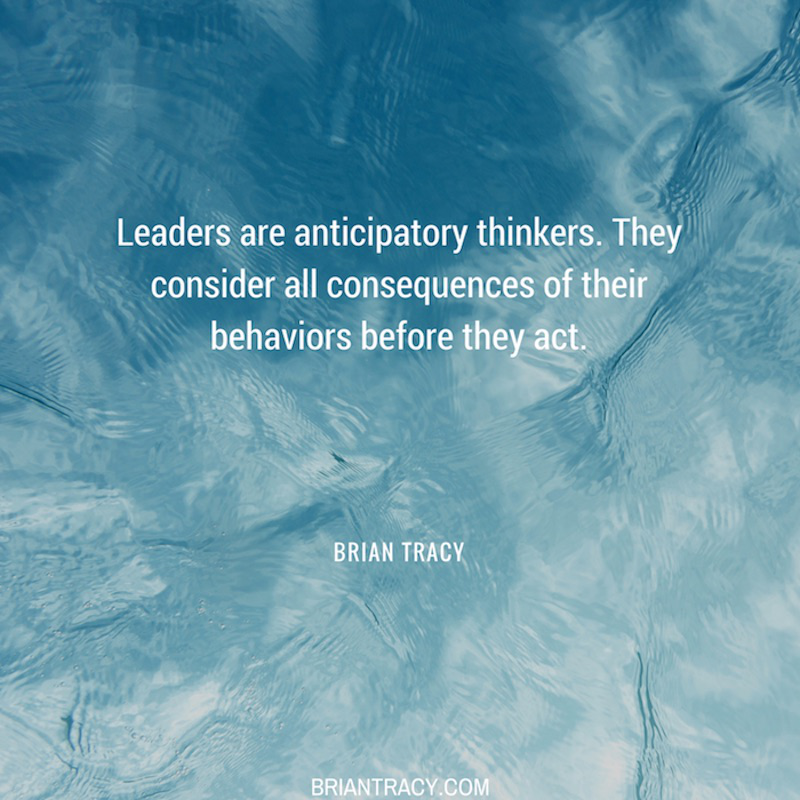 Leaders are anticipatory thinkers. They
consider all consequences of their
behaviors before they act.
BRIAN TRACY
BRIANTRACY.COM